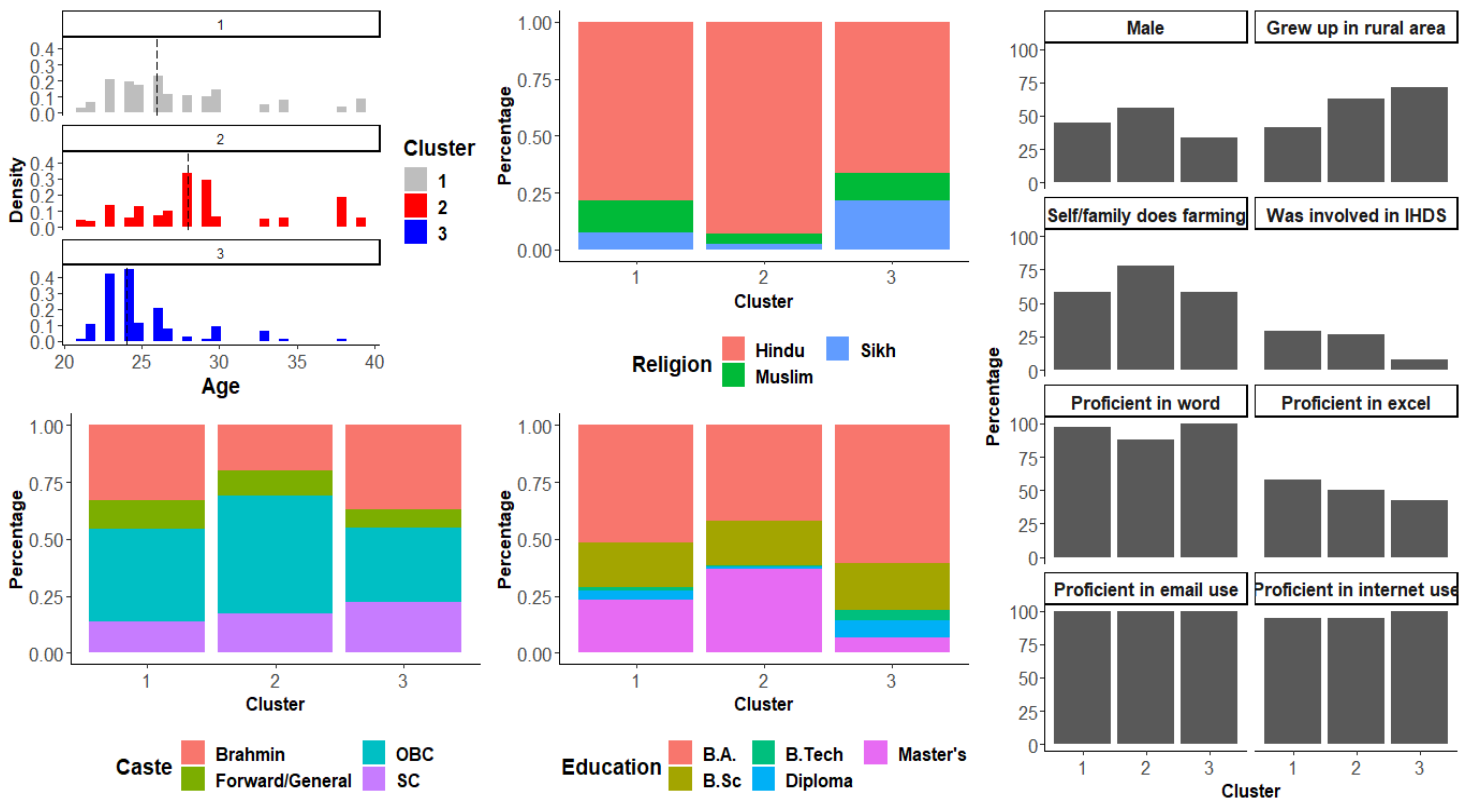 1
0.4
0.3
0.2
0.1
0.0
2
0.4
0.3
0.2
0.1
0.0
3
0.4
0.3
0.2
0.1
0.0
Density
20 25 30 35 40
Age
Cluster
1
2
3
1.00
0.75
0.50
0.25
0.00
Percentage
1 2 3
Cluster
Religion
Hindu Sikh
Muslim
Male Grew up in rural area
100
75
50
25
0
Self/family does farming Was involved in IHDS
100
75
50
25
0
Proficient in word Proficient in excel
100
75
50
25
0
Proficient in email use Proficient in internet use
100
75
50
25
0
Percentage
1 2 3 1 2 3
Cluster
1.00
0.75
0.50
0.25
0.00
Percentage
1 2 3
Cluster
Caste
Brahmin OBC
Forward/General SC
1.00
0.75
0.50
0.25
0.00
Percentage
1 2 3
Cluster
Education
B.A. B.Tech Master's
B.Sc Diploma